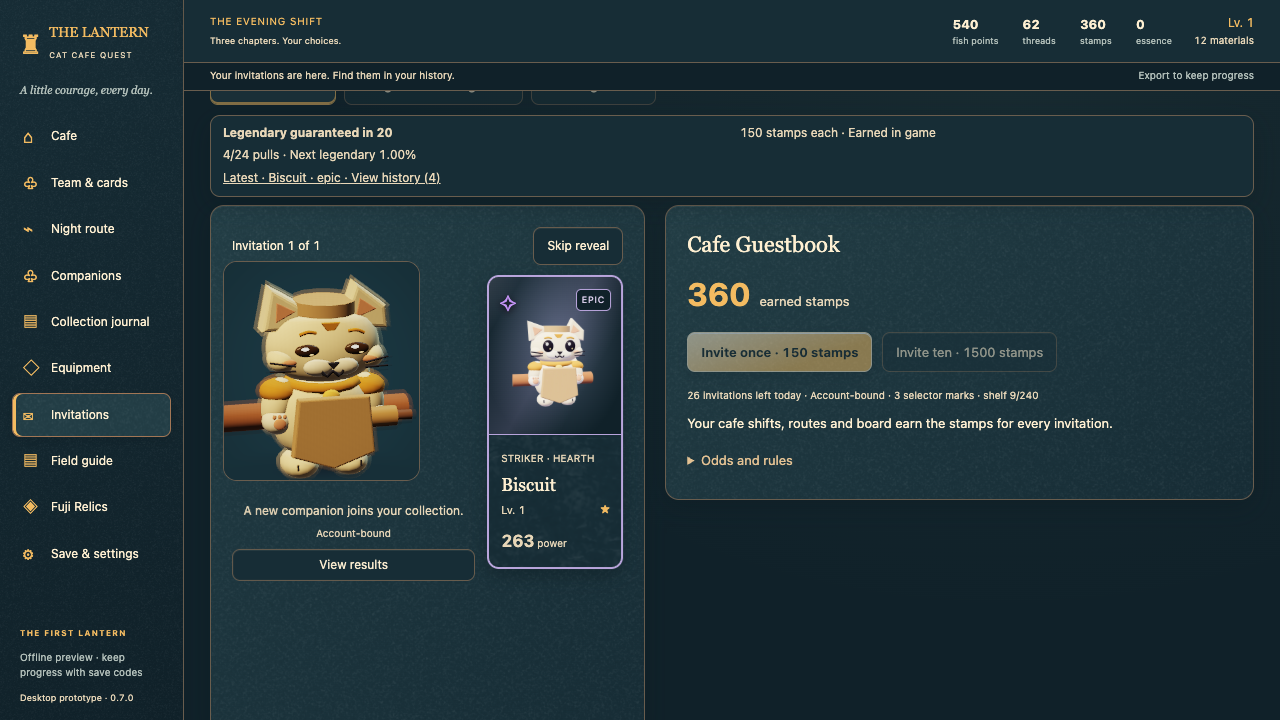 THE LANTERN
CAT CAFE QUEST
A little courage, every day.
Cafe
Team & cards
Night route
Companions
Collection journal
Equipment
Invitations
Field guide
Fuji Relics
Save & settings
THE FIRST LANTERN
Offline preview · keep
progress with save codes
Desktop prototype · 0.7.0
THE EVENING SHIFT
Three chapters. Your choices.
540
fish points
62
threads
360
stamps
0
essence
Lv. 1
12 materials
Your invitations are here. Find them in your history.
Export to keep progress
Legendary guaranteed in 20
150 stamps each · Earned in game
4/24 pulls · Next legendary 1.00%
Latest · Biscuit · epic · View history (4)
Invitation 1 of 1
Skip reveal
EPIC
STRIKER · HEARTH
Biscuit
Lv. 1
263 power
A new companion joins your collection.
Account-bound
View results
Cafe Guestbook
360 earned stamps
Invite once · 150 stamps
Invite ten · 1500 stamps
26 invitations left today · Account-bound · 3 selector marks · shelf 9/240
Your cafe shifts, routes and board earn the stamps for every invitation.
Odds and rules